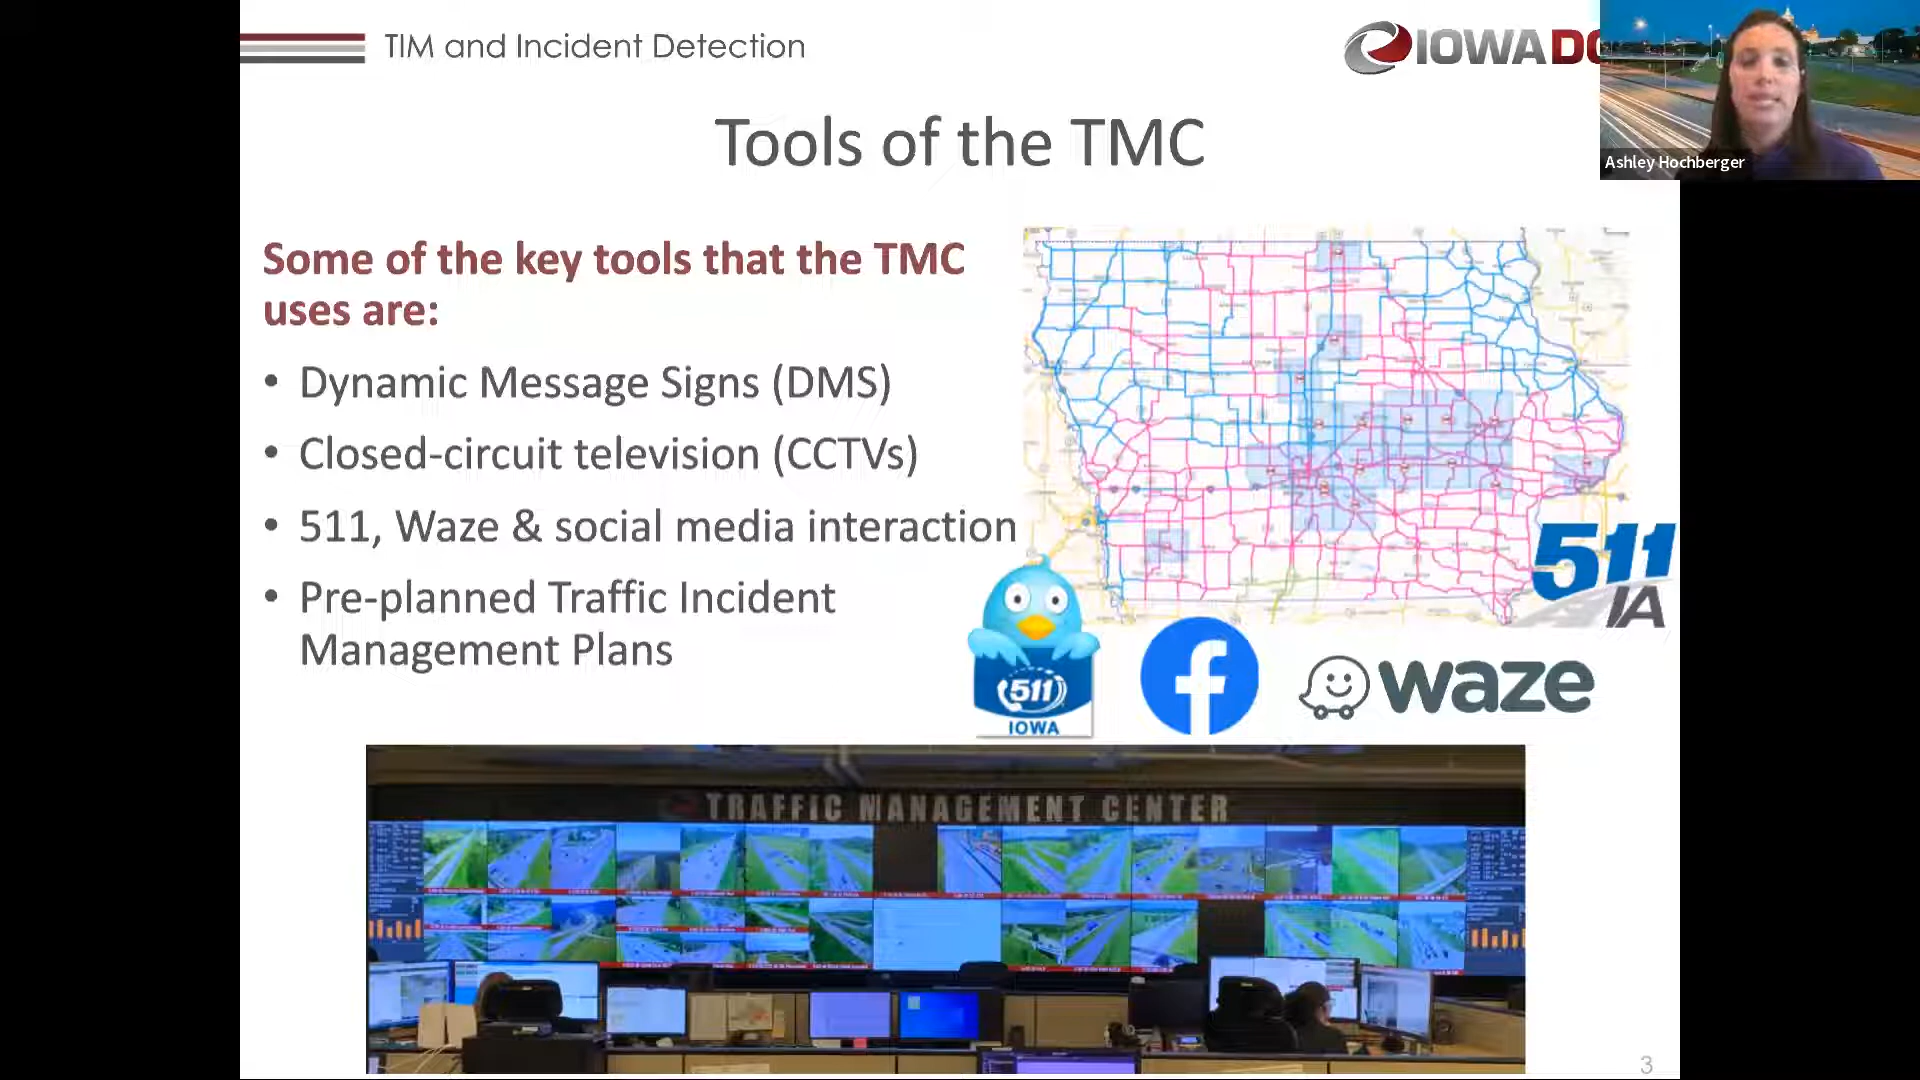 TIM and Incident Detection
IOWADO
Ashley Hochberger
Tools of the TMC
Some of the key tools that the TMC
uses are:
• Dynamic Message Signs (DMS)
• Closed-circuit television (CCTVs)
• 511, Waze & social media interaction
• Pre-planned Traffic Incident
Management Plans
511
IA
511
IOWA
waze
TRAFFIC MANAGEMENT CENTER
3